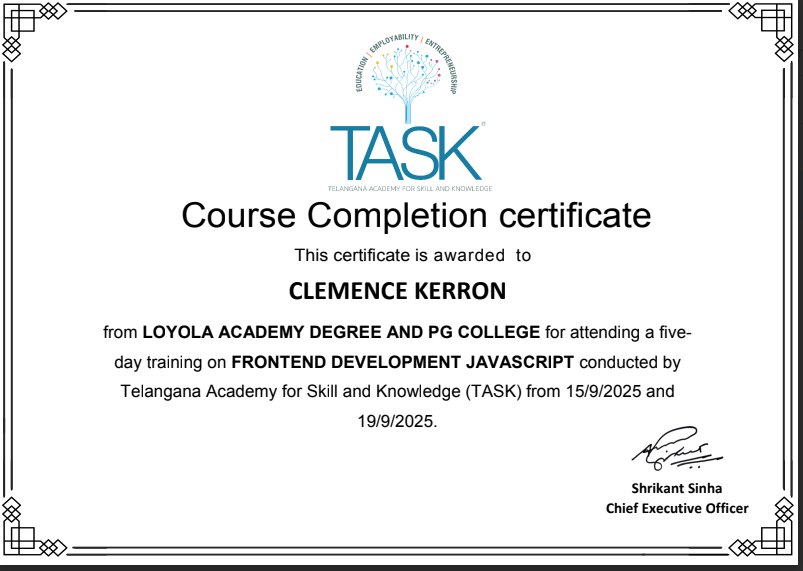 EDUCATION | EMPLOYABILITY | ENTREPRENEURSHIP
TASK®
TELANGANA ACADEMY FOR SKILL AND KNOWLEDGE
Course Completion certificate
This certificate is awarded to
CLEMENCE KERRON
from LOYOLA ACADEMY DEGREE AND PG COLLEGE for attending a five-
day training on FRONTEND DEVELOPMENT JAVASCRIPT conducted by
Telangana Academy for Skill and Knowledge (TASK) from 15/9/2025 and
19/9/2025.
Shrikant Sinha
Chief Executive Officer